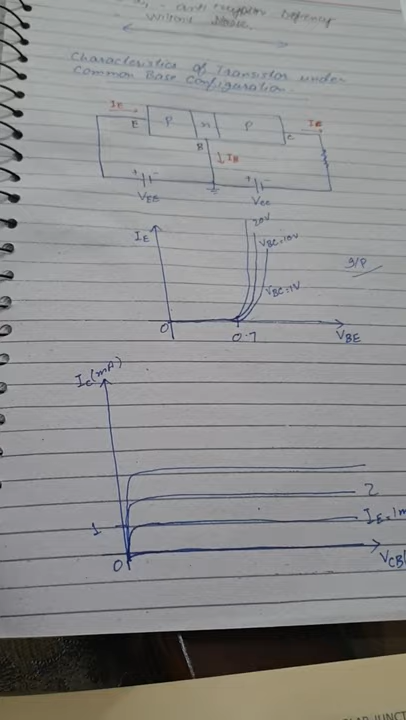 Characteristics of Transistor under
Common Base Configuration
IE
E
P
n
P
C
IE
B
IB
+
-
VEE
+
-
Vcc
IE
20V
VBC=10V
VBC=1V
I/P
0
0.7
VBE
Ic(mA)
2
IE=1m
1
0
VCB